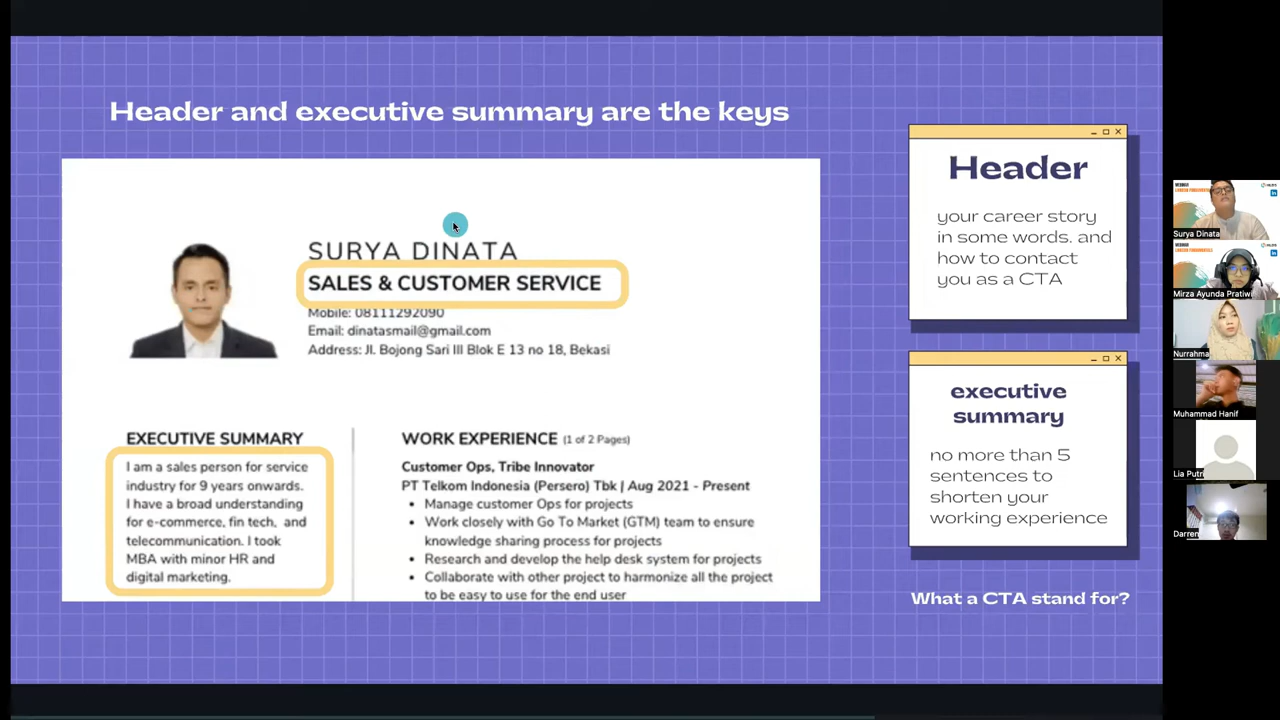 Header and executive summary are the keys
SURYA DINATA
SALES & CUSTOMER SERVICE
Mobile: 08111292090
Email: dinatasmail@gmail.com
Address: Jl. Bojong Sari III Blok E 13 no 18, Bekasi
EXECUTIVE SUMMARY
I am a sales person for service
industry for 9 years onwards.
I have a broad understanding
for e-commerce, fin tech, and
telecommunication. I took
MBA with minor HR and
digital marketing.
WORK EXPERIENCE (1 of 2 Pages)
Customer Ops, Tribe Innovator
PT Telkom Indonesia (Persero) Tbk | Aug 2021 - Present
• Manage customer Ops for projects
• Work closely with Go To Market (GTM) team to ensure
knowledge sharing process for projects
• Research and develop the help desk system for projects
• Collaborate with other project to harmonize all the project
to be easy to use for the end user
Header
your career story
in some words. and
how to contact
you as a CTA
executive
summary
no more than 5
sentences to
shorten your
working experience
What a CTA stand for?
WEBINAR
Surya Dinata
WEBINAR
Mirza Ayunda Pratiwi
Nurrahma
Muhammad Hanif
Lia Putri
Darren